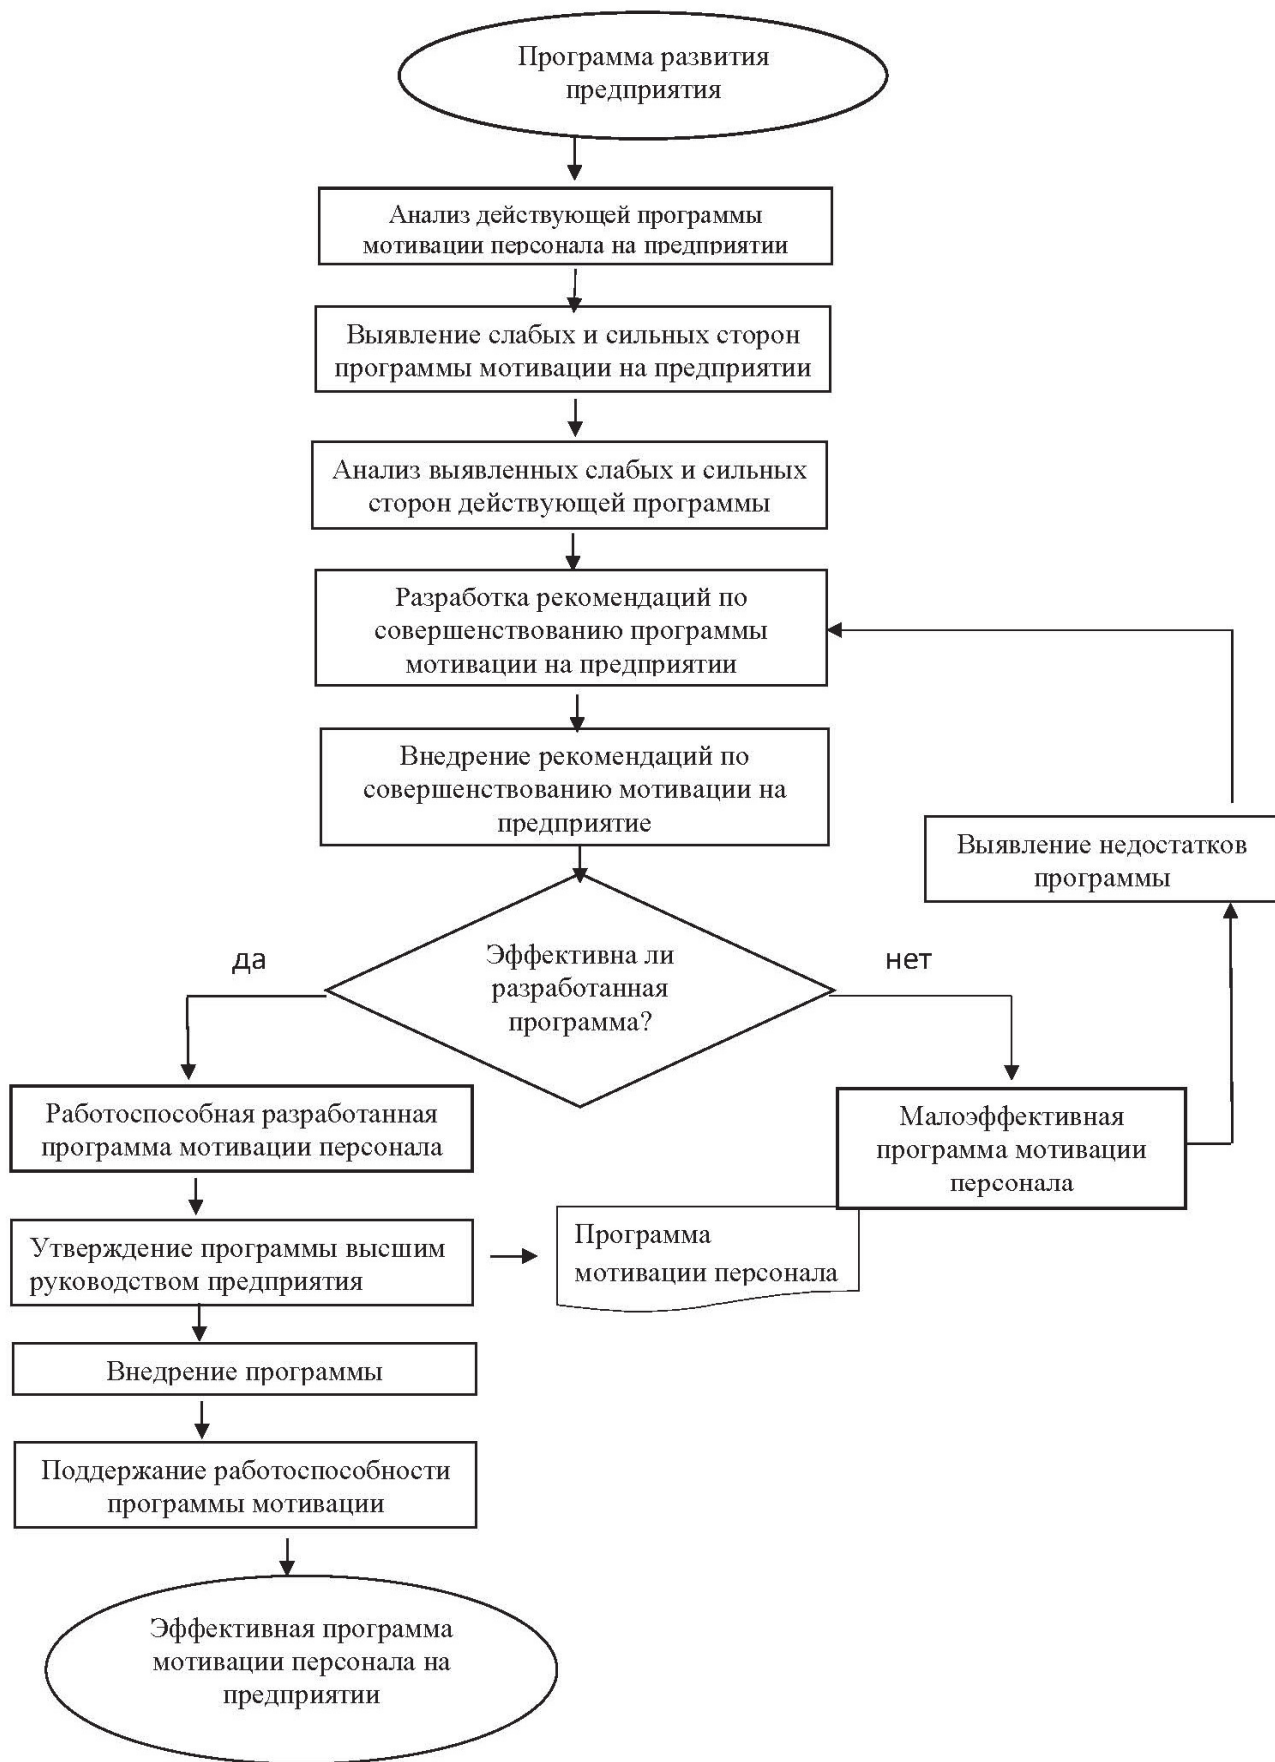 Программа развития
предприятия
Анализ действующей программы
мотивации персонала на предприятии
Выявление слабых и сильных сторон
программы мотивации на предприятии
Анализ выявленных слабых и сильных
сторон действующей программы
Разработка рекомендаций по
совершенствованию программы
мотивации на предприятии
Внедрение рекомендаций по
совершенствованию мотивации на
предприятие
Выявление недостатков
программы
да
Эффективна ли
разработанная
программа?
нет
Работоспособная разработанная
программа мотивации персонала
Малоэффективная
программа мотивации
персонала
Утверждение программы высшим
руководством предприятия
Программа
мотивации персонала
Внедрение программы
Поддержание работоспособности
программы мотивации
Эффективная программа
мотивации персонала на
предприятии